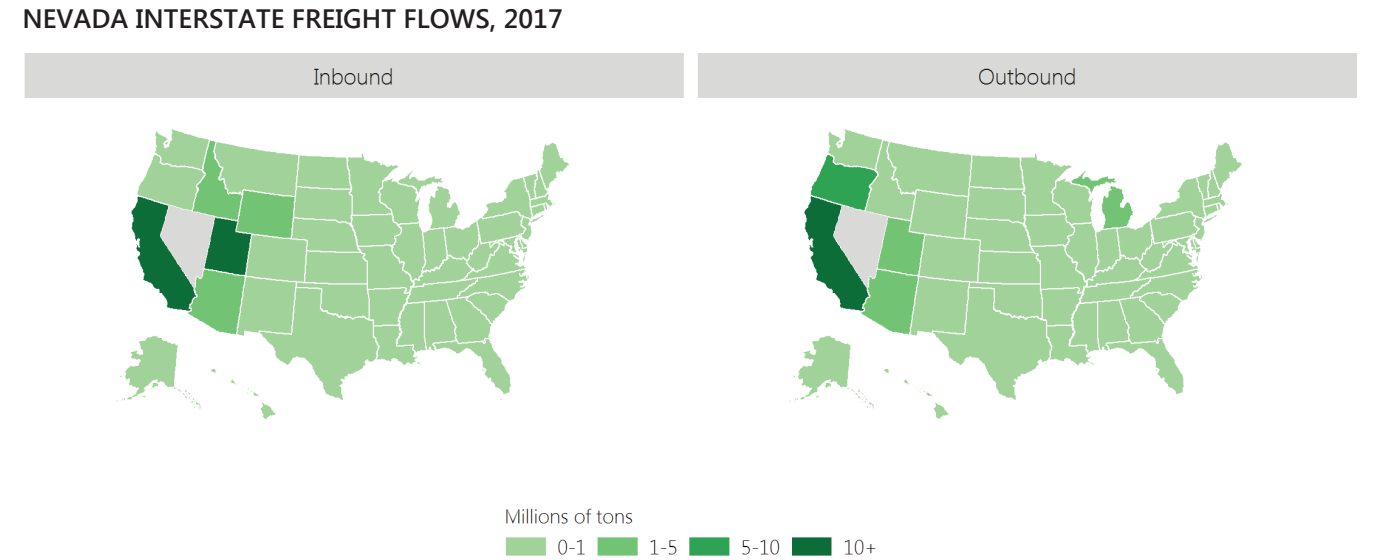 NEVADA INTERSTATE FREIGHT FLOWS, 2017
Inbound
Outbound
Millions of tons
0-1 1-5 5-10 10+